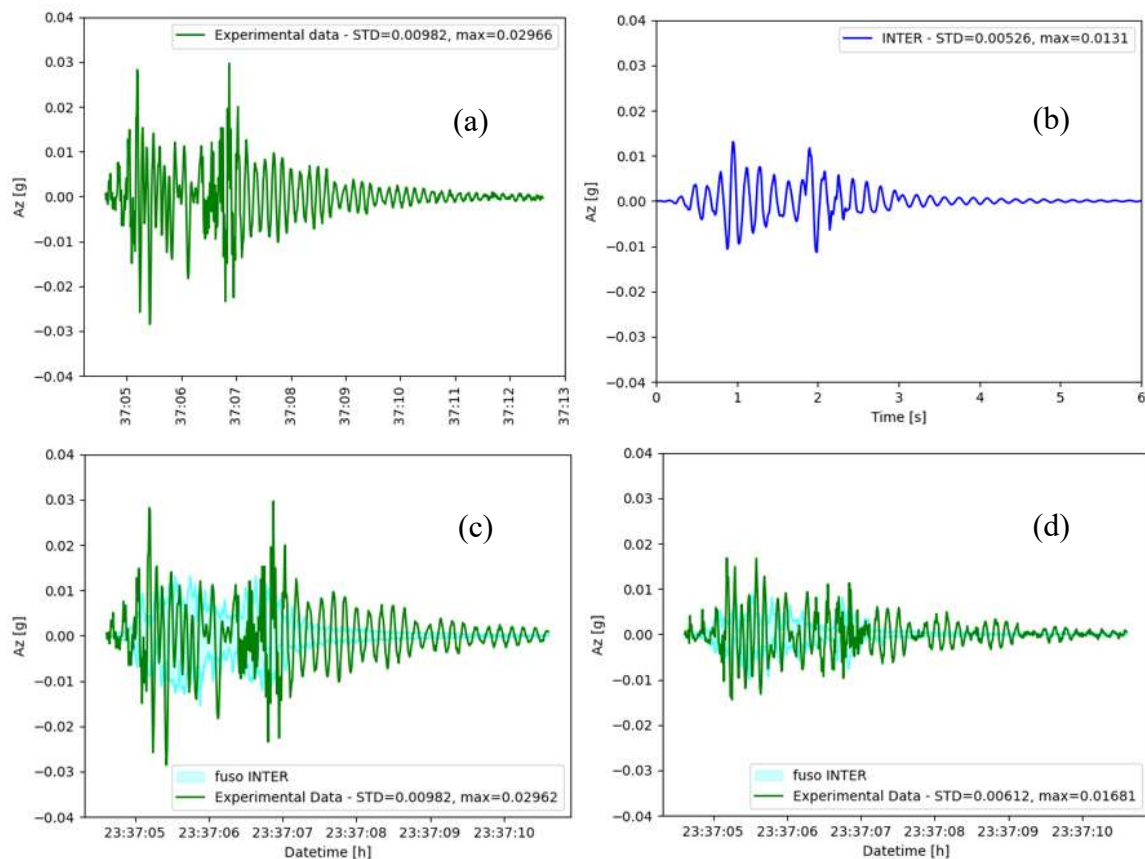 0.04
0.03
0.02
0.01
0.00
−0.01
−0.02
−0.03
−0.04
Az [g]
Experimental data - STD=0.00982, max=0.02966
(a)
37:05
37:06
37:07
37:08
37:09
37:10
37:11
37:12
37:13
0.04
0.03
0.02
0.01
0.00
−0.01
−0.02
−0.03
−0.04
Az [g]
INTER - STD=0.00526, max=0.0131
(b)
0 1 2 3 4 5 6
Time [s]
0.04
0.03
0.02
0.01
0.00
−0.01
−0.02
−0.03
−0.04
Az [g]
(c)
fuso INTER
Experimental Data - STD=0.00982, max=0.02962
23:37:05 23:37:06 23:37:07 23:37:08 23:37:09 23:37:10
Datetime [h]
0.04
0.03
0.02
0.01
0.00
−0.01
−0.02
−0.03
−0.04
Az [g]
(d)
fuso INTER
Experimental Data - STD=0.00612, max=0.01681
23:37:05 23:37:06 23:37:07 23:37:08 23:37:09 23:37:10
Datetime [h]